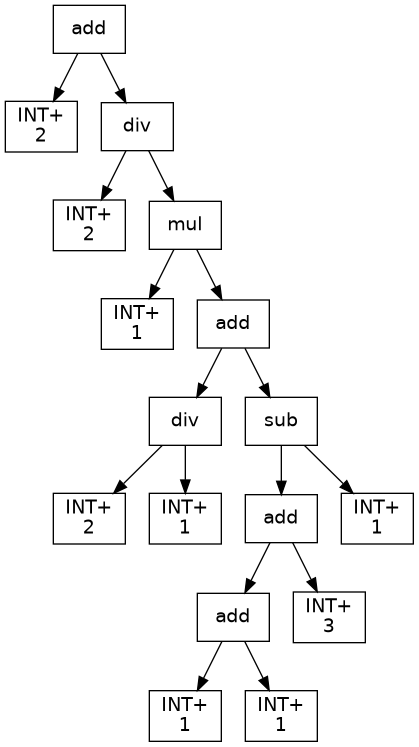 add
INT+
2
div
INT+
2
mul
INT+
1
add
div
sub
INT+
2
INT+
1
add
INT+
1
add
INT+
3
INT+
1
INT+
1